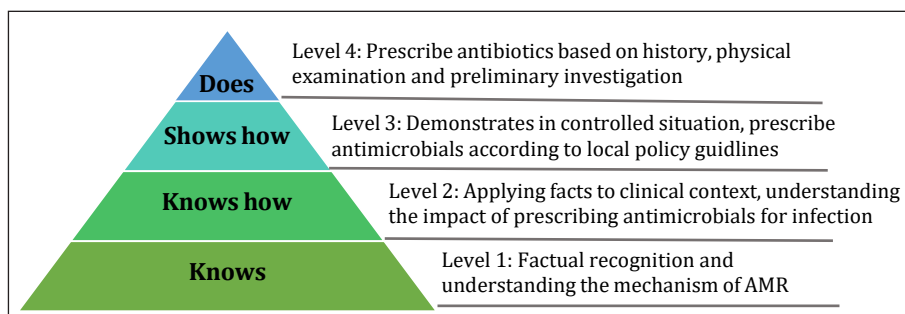 Does
Level 4: Prescribe antibiotics based on history, physical
examination and preliminary investigation
Shows how
Level 3: Demonstrates in controlled situation, prescribe
antimicrobials according to local policy guidlines
Knows how
Level 2: Applying facts to clinical context, understanding
the impact of prescribing antimicrobials for infection
Knows
Level 1: Factual recognition and
understanding the mechanism of AMR